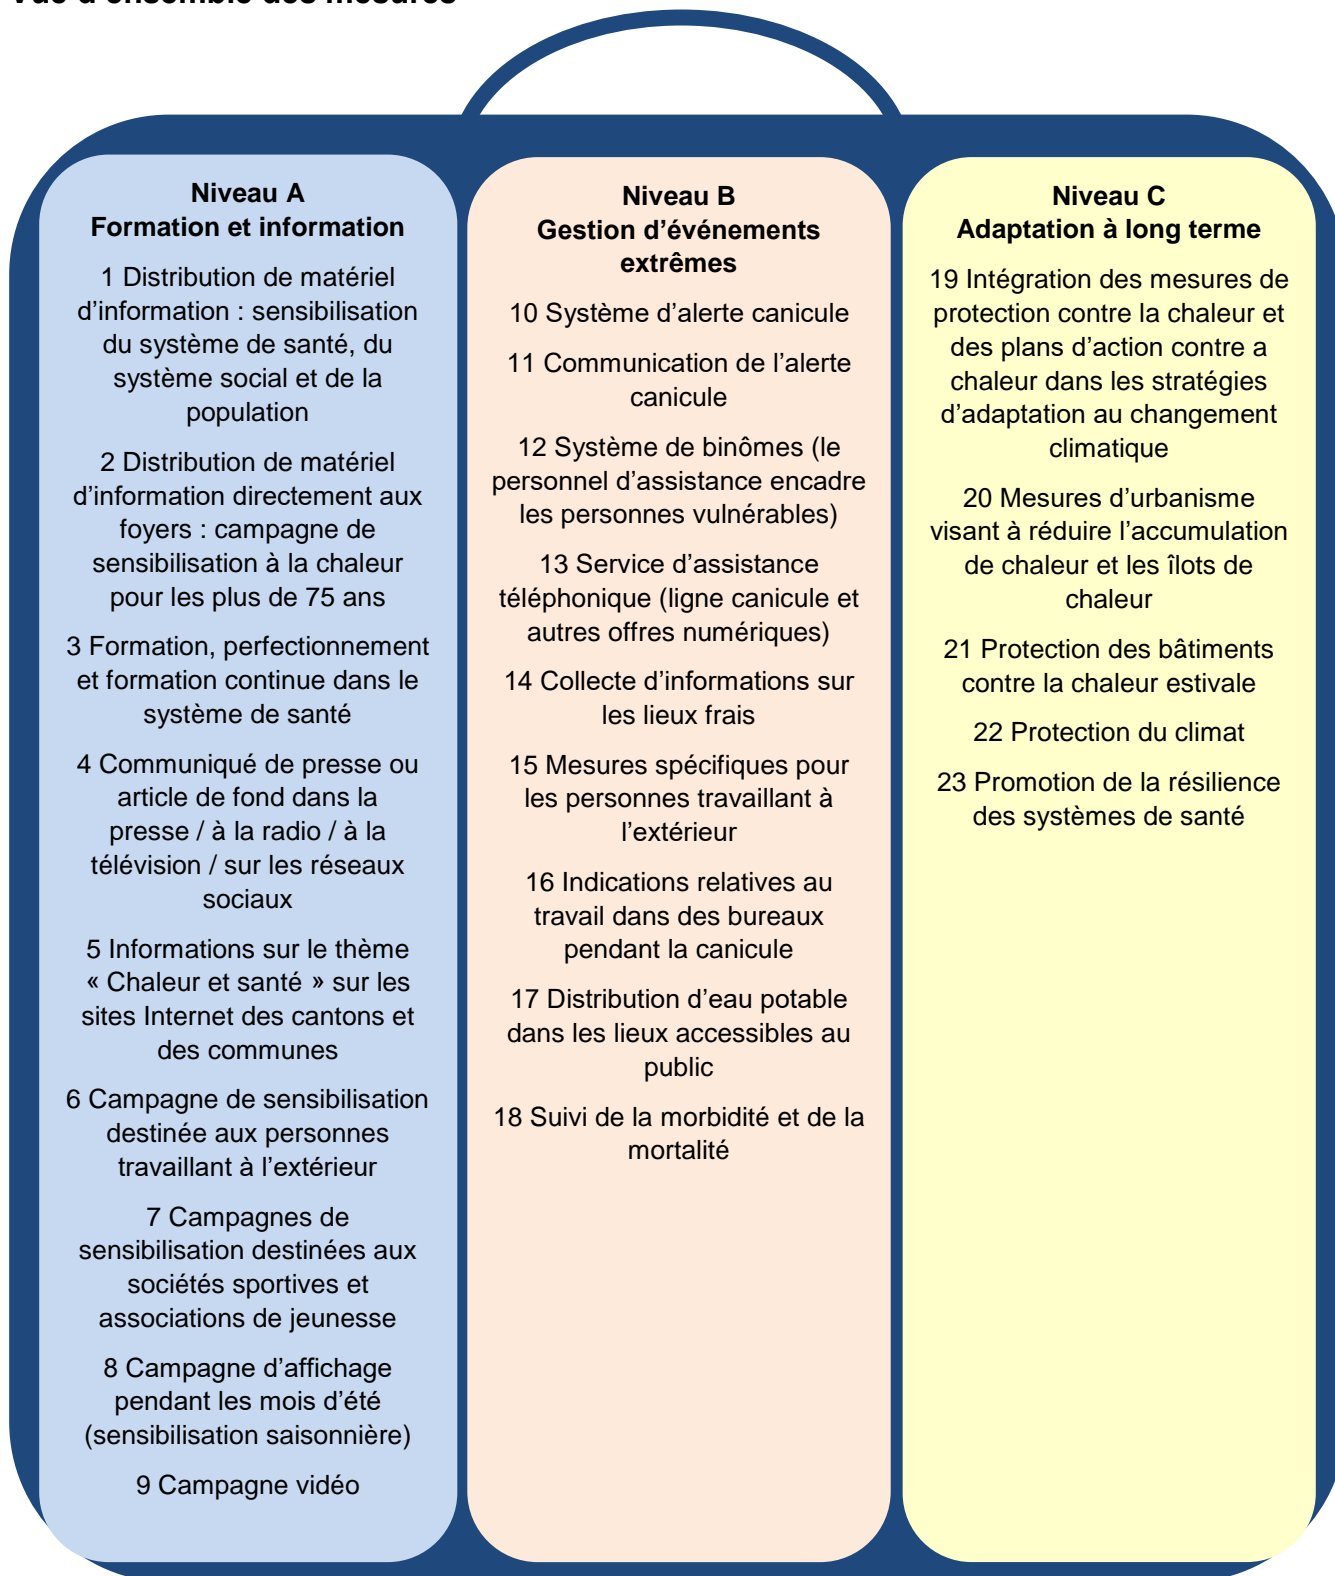 Vue d'ensemble des mesures
Niveau A
Formation et information
1 Distribution de matériel
d’information : sensibilisation
du système de santé, du
système social et de la
population
2 Distribution de matériel
d’information directement aux
foyers : campagne de
sensibilisation à la chaleur
pour les plus de 75 ans
3 Formation, perfectionnement
et formation continue dans le
système de santé
4 Communiqué de presse ou
article de fond dans la
presse / à la radio / à la
télévision / sur les réseaux
sociaux
5 Informations sur le thème
« Chaleur et santé » sur les
sites Internet des cantons et
des communes
6 Campagne de sensibilisation
destinée aux personnes
travaillant à l’extérieur
7 Campagnes de
sensibilisation destinées aux
sociétés sportives et
associations de jeunesse
8 Campagne d’affichage
pendant les mois d’été
(sensibilisation saisonnière)
9 Campagne vidéo
Niveau B
Gestion d’événements
extrêmes
10 Système d’alerte canicule
11 Communication de l’alerte
canicule
12 Système de binômes (le
personnel d’assistance encadre
les personnes vulnérables)
13 Service d’assistance
téléphonique (ligne canicule et
autres offres numériques)
14 Collecte d’informations sur
les lieux frais
15 Mesures spécifiques pour
les personnes travaillant à
l’extérieur
16 Indications relatives au
travail dans des bureaux
pendant la canicule
17 Distribution d’eau potable
dans les lieux accessibles au
public
18 Suivi de la morbidité et de la
mortalité
Niveau C
Adaptation à long terme
19 Intégration des mesures de
protection contre la chaleur et
des plans d’action contre a
chaleur dans les stratégies
d’adaptation au changement
climatique
20 Mesures d’urbanisme
visant à réduire l’accumulation
de chaleur et les îlots de
chaleur
21 Protection des bâtiments
contre la chaleur estivale
22 Protection du climat
23 Promotion de la résilience
des systèmes de santé